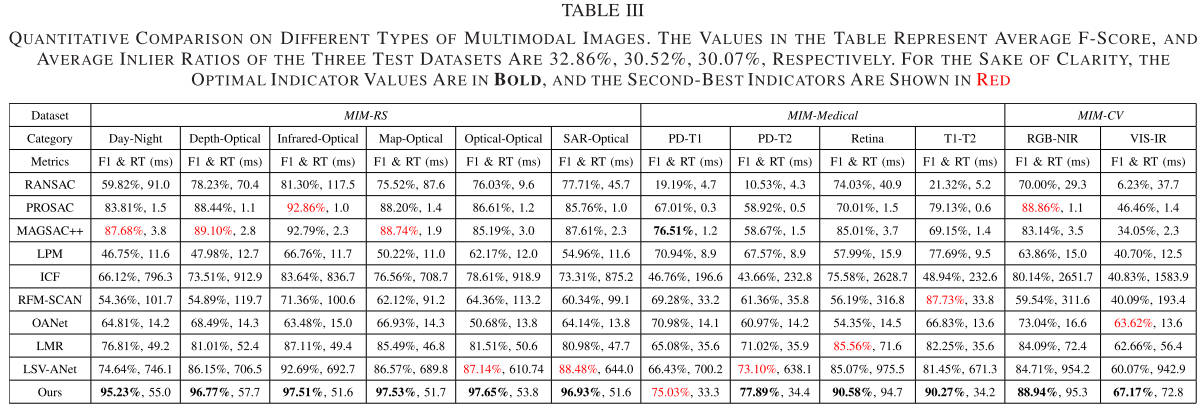 TABLE III
QUANTITATIVE COMPARISON ON DIFFERENT TYPES OF MULTIMODAL IMAGES. THE VALUES IN THE TABLE REPRESENT AVERAGE F-SCORE, AND
AVERAGE INLIER RATIOS OF THE THREE TEST DATASETS ARE 32.86%, 30.52%, 30.07%, RESPECTIVELY. FOR THE SAKE OF CLARITY, THE
OPTIMAL INDICATOR VALUES ARE IN BOLD, AND THE SECOND-BEST INDICATORS ARE SHOWN IN RED
Dataset MIM-RS MIM-Medical MIM-CV
Category Day-Night Depth-Optical Infrared-Optical Map-Optical Optical-Optical SAR-Optical PD-T1 PD-T2 Retina T1-T2 RGB-NIR VIS-IR
Metrics F1 & RT (ms) F1 & RT (ms) F1 & RT (ms) F1 & RT (ms) F1 & RT (ms) F1 & RT (ms) F1 & RT (ms) F1 & RT (ms) F1 & RT (ms) F1 & RT (ms) F1 & RT (ms) F1 & RT (ms)
RANSAC 59.82%, 91.0 78.23%, 70.4 81.30%, 117.5 75.52%, 87.6 76.03%, 9.6 77.71%, 45.7 19.19%, 4.7 10.53%, 4.3 74.03%, 40.9 21.32%, 5.2 70.00%, 29.3 6.23%, 37.7
PROSAC 83.81%, 1.5 88.44%, 1.1 92.86%, 1.0 88.20%, 1.4 86.61%, 1.2 85.76%, 1.0 67.01%, 0.3 58.92%, 0.5 70.01%, 1.5 79.13%, 0.6 88.86%, 1.1 46.46%, 1.4
MAGSAC++ 87.68%, 3.8 89.10%, 2.8 92.79%, 2.3 88.74%, 1.9 85.19%, 3.0 87.61%, 2.3 76.51%, 1.2 58.67%, 1.5 85.01%, 3.7 69.15%, 1.4 83.14%, 3.5 34.05%, 2.3
LPM 46.75%, 11.6 47.98%, 12.7 66.76%, 11.7 50.22%, 11.0 62.17%, 12.0 54.96%, 11.6 70.94%, 8.9 67.57%, 8.9 57.99%, 15.9 77.69%, 9.5 63.86%, 15.0 40.70%, 12.5
ICF 66.12%, 796.3 73.51%, 912.9 83.64%, 836.7 76.56%, 708.7 78.61%, 918.9 73.31%, 875.2 46.76%, 196.6 43.66%, 232.8 75.58%, 2628.7 48.94%, 232.6 80.14%, 2651.7 40.83%, 1583.9
RFM-SCAN 54.36%, 101.7 54.89%, 119.7 71.36%, 100.6 62.12%, 91.2 64.36%, 113.2 60.34%, 99.1 69.28%, 33.2 61.36%, 35.8 56.19%, 316.8 87.73%, 33.8 59.54%, 311.6 40.09%, 193.4
OANet 64.81%, 14.2 68.49%, 14.3 63.48%, 15.0 66.93%, 14.3 50.68%, 13.8 64.14%, 13.8 70.98%, 14.1 60.97%, 14.2 54.35%, 14.5 66.83%, 13.6 73.04%, 16.6 63.62%, 13.6
LMR 76.81%, 49.2 81.01%, 52.4 87.11%, 49.4 85.49%, 46.8 81.51%, 50.6 80.98%, 47.7 65.08%, 35.6 71.02%, 35.9 85.56%, 71.6 82.25%, 35.6 84.09%, 72.4 62.66%, 56.4
LSV-ANet 74.64%, 746.1 86.15%, 706.5 92.69%, 692.7 86.57%, 689.8 87.14%, 610.74 88.48%, 644.0 66.43%, 700.2 73.10%, 638.1 85.07%, 975.5 81.45%, 671.3 84.71%, 954.2 60.07%, 942.9
Ours 95.23%, 55.0 96.77%, 57.7 97.51%, 51.6 97.53%, 51.7 97.65%, 53.8 96.93%, 51.6 75.03%, 33.3 77.89%, 34.4 90.58%, 94.7 90.27%, 34.2 88.94%, 95.3 67.17%, 72.8